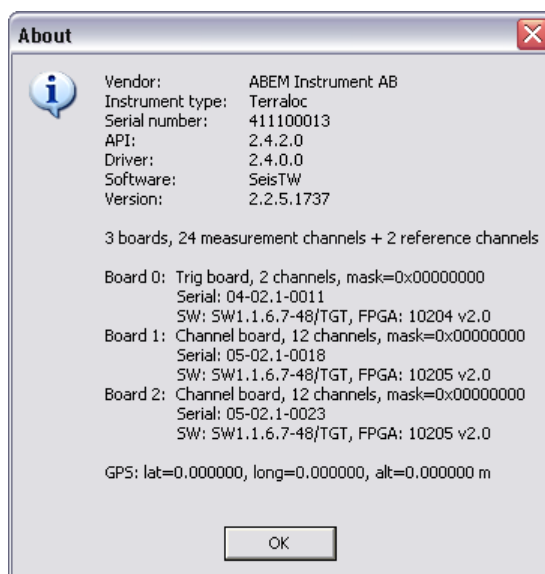 About
Vendor: ABEM Instrument AB
Instrument type: Terraloc
Serial number: 411100013
API: 2.4.2.0
Driver: 2.4.0.0
Software: SeisTW
Version: 2.2.5.1737
3 boards, 24 measurement channels + 2 reference channels
Board 0: Trig board, 2 channels, mask=0x00000000
Serial: 04-02.1-0011
SW: SW1.1.6.7-48/TGT, FPGA: 10204 v2.0
Board 1: Channel board, 12 channels, mask=0x00000000
Serial: 05-02.1-0018
SW: SW1.1.6.7-48/TGT, FPGA: 10205 v2.0
Board 2: Channel board, 12 channels, mask=0x00000000
Serial: 05-02.1-0023
SW: SW1.1.6.7-48/TGT, FPGA: 10205 v2.0
GPS: lat=0.000000, long=0.000000, alt=0.000000 m
OK